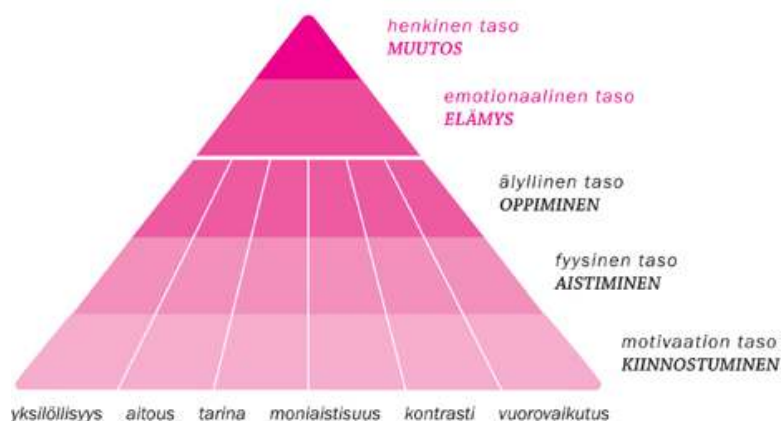 henkinen taso
MUUTOS
emotionaalinen taso
ELÄMYS
älyllinen taso
OPPIMINEN
fyysinen taso
AISTIMINEN
motivaation taso
KIINNOSTUMINEN
yksilöllisyys aitous tarina moniaistisuus kontrasti vuorovaikutus